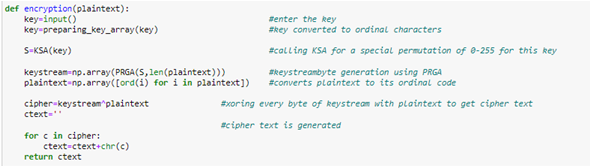 def encryption(plaintext):
    key=input()                                    #enter the key
    key=preparing_key_array(key)                   #key converted to ordinal characters
    S=KSA(key)                                     #calling KSA for a special permutation of 0-255 for this key
    keystream=np.array(PRGA(S,len(plaintext)))     #keystreambyte generation using PRGA
    plaintext=np.array([ord(i) for i in plaintext])    #converts plaintext to its ordinal code
    cipher=keystream^plaintext            #xoring every byte of keystream with plaintext to get cipher text
    ctext=''
                                          #cipher text is generated
    for c in cipher:
        ctext=ctext+chr(c)
    return ctext